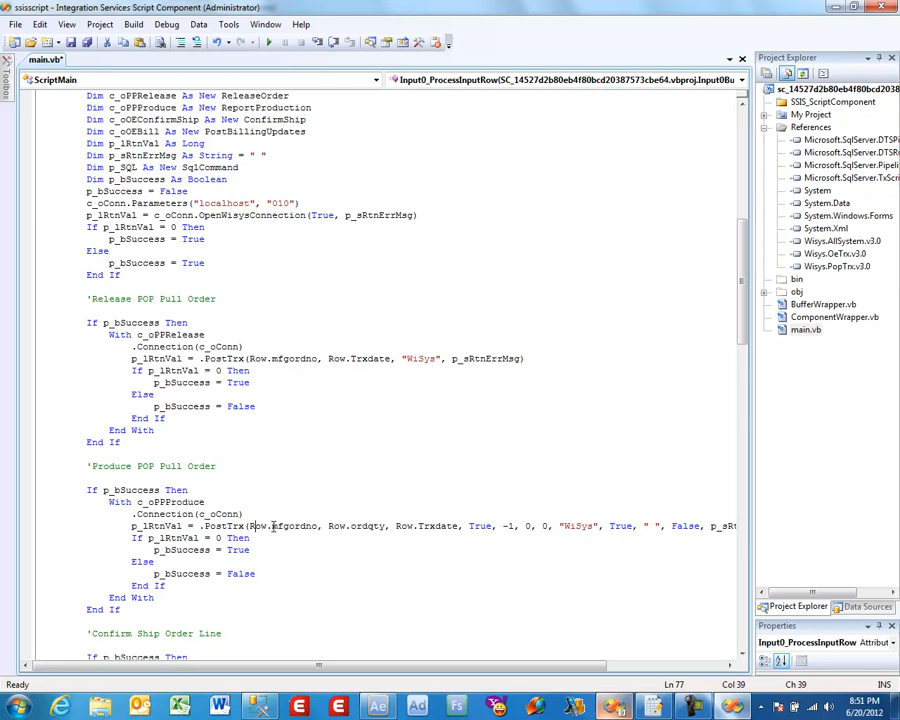 ssisscript - Integration Services Script Component (Administrator)
File Edit View Project Build Debug Data Tools Window Help
main.vb*
Toolbox
ScriptMain
Input0_ProcessInputRow(SC_14527d2b80eb4f80bcd20387573cbe64.vbproj.Input0Bu
Dim c_oPPRelease As New ReleaseOrder
Dim c_oPPProduce As New ReportProduction
Dim c_oOEConfirmShip As New ConfirmShip
Dim c_oOEBill As New PostBillingUpdates
Dim p_lRtnVal As Long
Dim p_sRtnErrMsg As String = " "
Dim p_SQL As New SqlCommand
Dim p_bSuccess As Boolean
p_bSuccess = False
c_oConn.Parameters("localhost", "010")
p_lRtnVal = c_oConn.OpenWisysConnection(True, p_sRtnErrMsg)
If p_lRtnVal = 0 Then
p_bSuccess = True
Else
p_bSuccess = True
End If
'Release POP Pull Order
If p_bSuccess Then
With c_oPPRelease
.Connection(c_oConn)
p_lRtnVal = .PostTrx(Row.mfgordno, Row.Trxdate, "WiSys", p_sRtnErrMsg)
If p_lRtnVal = 0 Then
p_bSuccess = True
Else
p_bSuccess = False
End If
End With
End If
'Produce POP Pull Order
If p_bSuccess Then
With c_oPPProduce
.Connection(c_oConn)
p_lRtnVal = .PostTrx(Row.mfgordno, Row.ordqty, Row.Trxdate, True, -1, 0, 0, "WiSys", True, " ", False, p_sRt
If p_lRtnVal = 0 Then
p_bSuccess = True
Else
p_bSuccess = False
End If
End With
End If
'Confirm Ship Order Line
If p_bSuccess Then
Project Explorer
sc_14527d2b80eb4f80bcd2038
SSIS_ScriptComponent
My Project
References
Microsoft.SqlServer.DTSPi
Microsoft.SqlServer.DTSRu
Microsoft.SqlServer.Pipelin
Microsoft.SqlServer.TxScri
System
System.Data
System.Windows.Forms
System.Xml
Wisys.AllSystem.v3.0
Wisys.OeTrx.v3.0
Wisys.PopTrx.v3.0
bin
obj
BufferWrapper.vb
ComponentWrapper.vb
main.vb
Project Explorer Data Sources
Properties
Input0_ProcessInputRow Attribut
Ready Ln 77 Col 39 Ch 39 INS
8:51 PM
6/20/2012